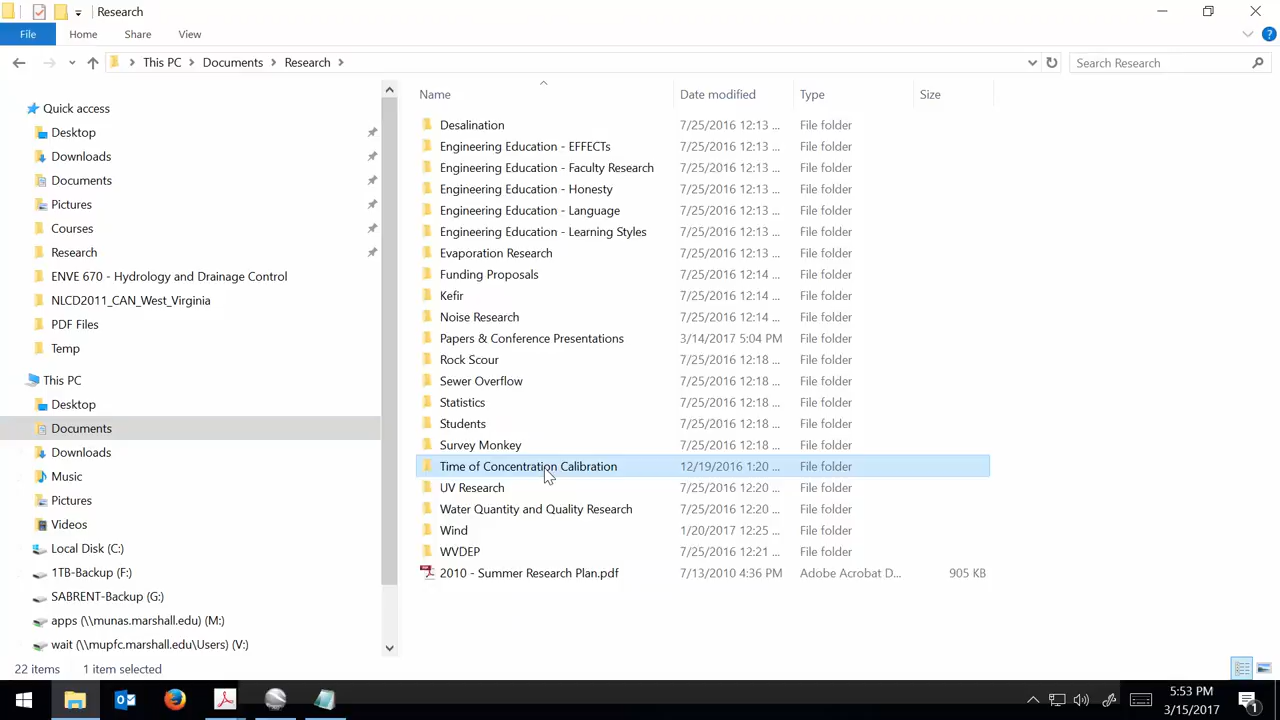 Research
File
Home
Share
View
This PC
Documents
Research
Search Research
Name
Date modified
Type
Size
Quick access
Desktop
Downloads
Documents
Pictures
Courses
Research
ENVE 670 - Hydrology and Drainage Control
NLCD2011_CAN_West_Virginia
PDF Files
Temp
This PC
Desktop
Documents
Downloads
Music
Pictures
Videos
Local Disk (C:)
1TB-Backup (F:)
SABRENT-Backup (G:)
apps (\\munas.marshall.edu) (M:)
wait (\\mupfc.marshall.edu\Users) (V:)
Desalination 7/25/2016 12:13 ... File folder
Engineering Education - EFFECTs 7/25/2016 12:13 ... File folder
Engineering Education - Faculty Research 7/25/2016 12:13 ... File folder
Engineering Education - Honesty 7/25/2016 12:13 ... File folder
Engineering Education - Language 7/25/2016 12:13 ... File folder
Engineering Education - Learning Styles 7/25/2016 12:13 ... File folder
Evaporation Research 7/25/2016 12:13 ... File folder
Funding Proposals 7/25/2016 12:14 ... File folder
Kefir 7/25/2016 12:14 ... File folder
Noise Research 7/25/2016 12:14 ... File folder
Papers & Conference Presentations 3/14/2017 5:04 PM File folder
Rock Scour 7/25/2016 12:18 ... File folder
Sewer Overflow 7/25/2016 12:18 ... File folder
Statistics 7/25/2016 12:18 ... File folder
Students 7/25/2016 12:18 ... File folder
Survey Monkey 7/25/2016 12:18 ... File folder
Time of Concentration Calibration 12/19/2016 1:20 ... File folder
UV Research 7/25/2016 12:20 ... File folder
Water Quantity and Quality Research 7/25/2016 12:20 ... File folder
Wind 1/20/2017 12:25 ... File folder
WVDEP 7/25/2016 12:21 ... File folder
2010 - Summer Research Plan.pdf 7/13/2010 4:36 PM Adobe Acrobat D... 905 KB
22 items 1 item selected
5:53 PM
3/15/2017
1